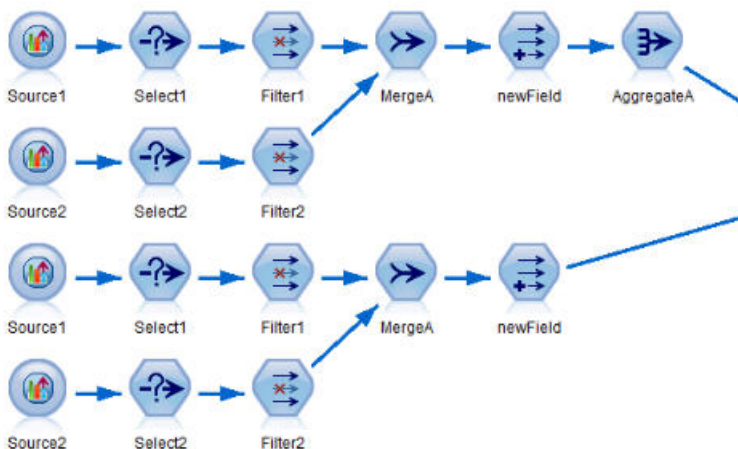 Source1 Select1 Filter1 MergeA newField AggregateA
Source2 Select2 Filter2
Source1 Select1 Filter1 MergeA newField
Source2 Select2 Filter2